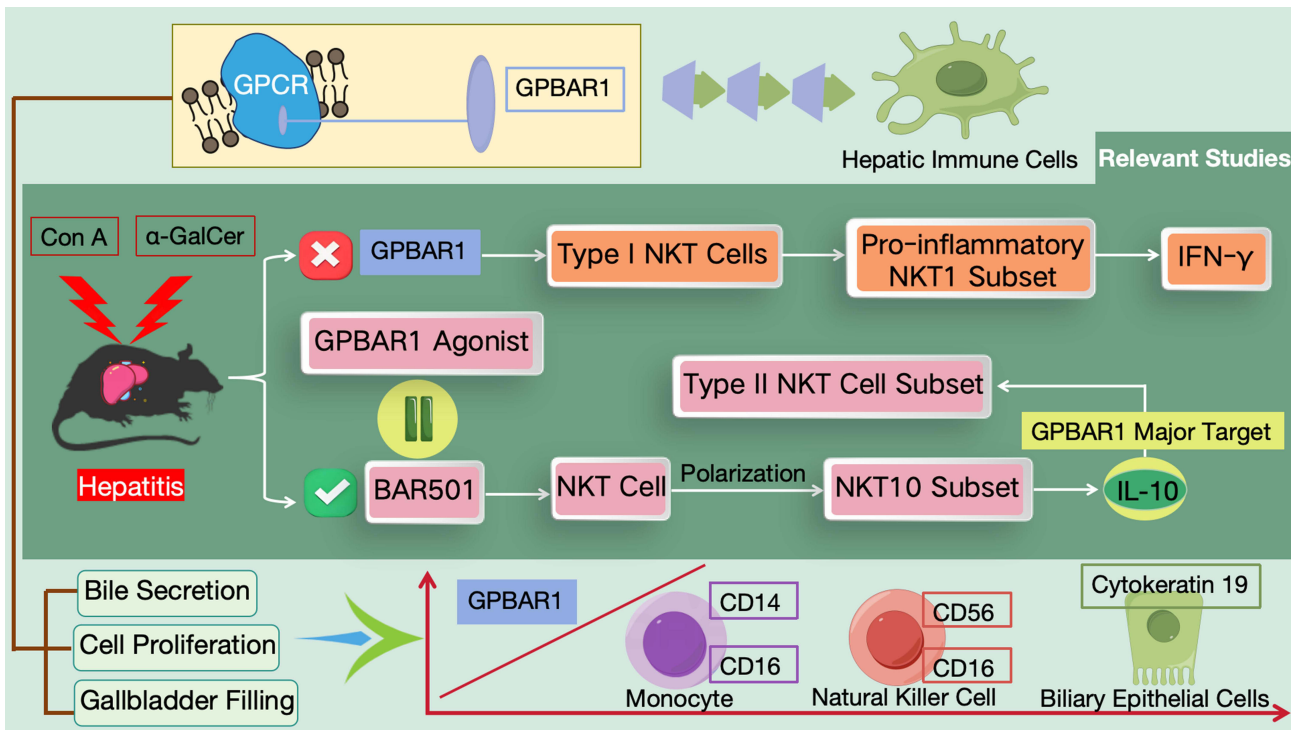 GPCR
GPBAR1
Hepatic Immune Cells
Relevant Studies
Con A
α-GalCer
GPBAR1
Type I NKT Cells
Pro-inflammatory
NKT1 Subset
IFN-γ
GPBAR1 Agonist
Type II NKT Cell Subset
GPBAR1 Major Target
Hepatitis
BAR501
NKT Cell
Polarization
NKT10 Subset
IL-10
Bile Secretion
Cell Proliferation
Gallbladder Filling
GPBAR1
CD14
CD16
Monocyte
CD56
CD16
Natural Killer Cell
Cytokeratin 19
Biliary Epithelial Cells